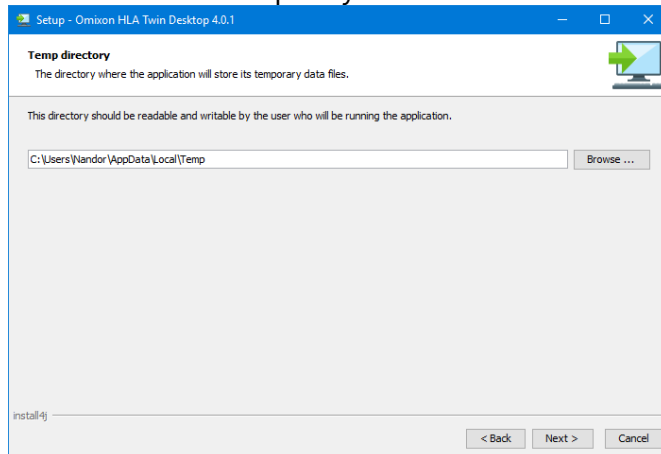 Setup - Omixon HLA Twin Desktop 4.0.1
Temp directory
The directory where the application will store its temporary data files.
This directory should be readable and writable by the user who will be running the application.
C:\Users\Nandor\AppData\Local\Temp
Browse ...
install4j
< Back
Next >
Cancel